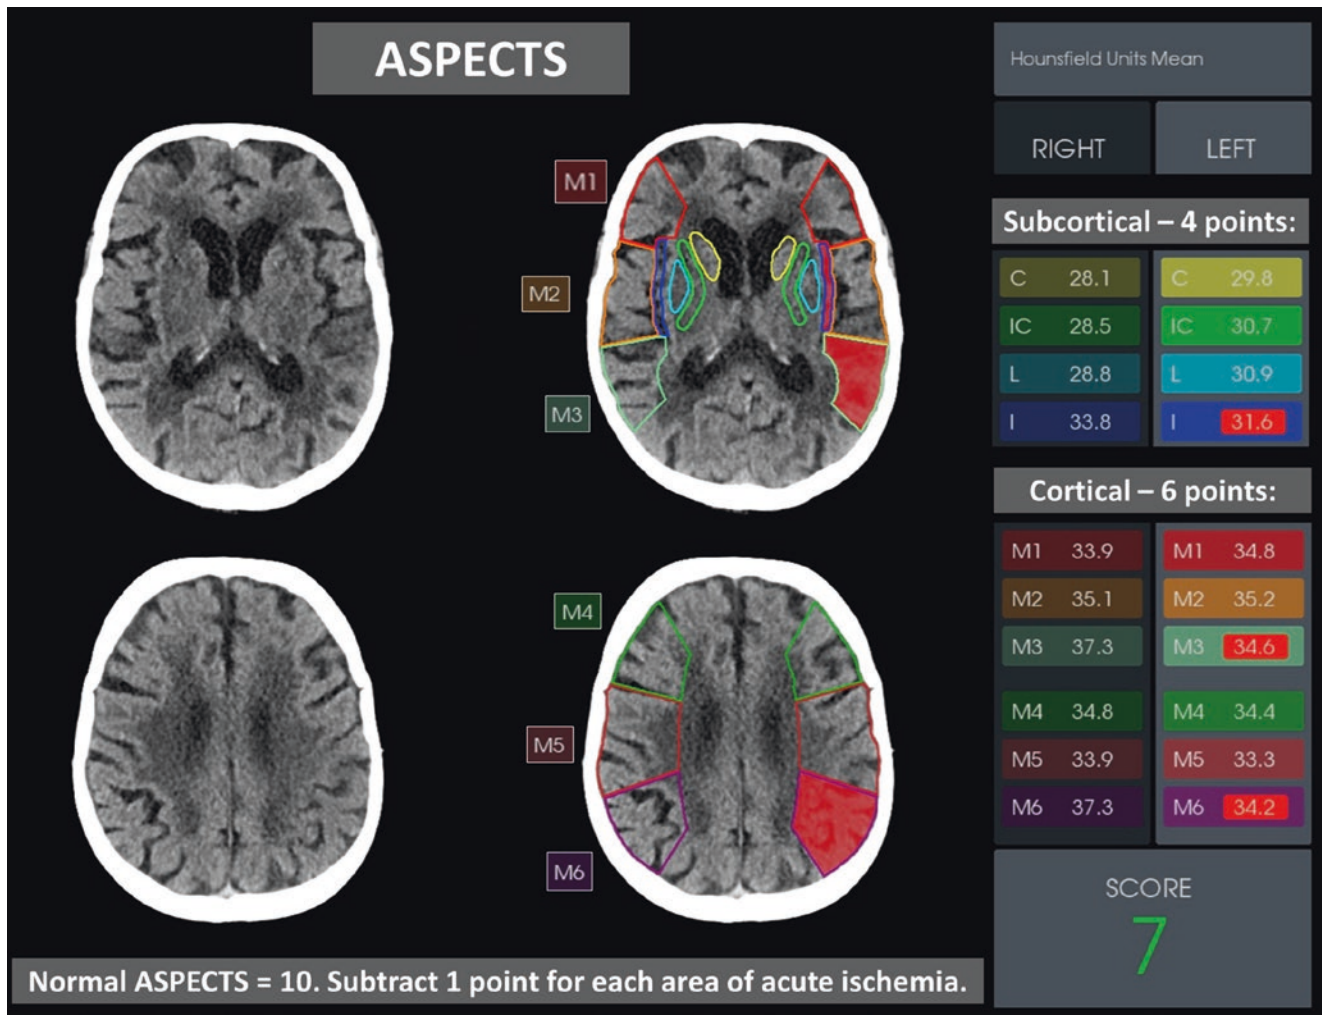 ASPECTS
Hounsfield Units Mean
RIGHT LEFT
Subcortical – 4 points:
C 28.1 C 29.8
IC 28.5 IC 30.7
L 28.8 L 30.9
I 33.8 I 31.6
Cortical – 6 points:
M1 33.9 M1 34.8
M2 35.1 M2 35.2
M3 37.3 M3 34.6
M4 34.8 M4 34.4
M5 33.9 M5 33.3
M6 37.3 M6 34.2
SCORE
7
M1
M2
M3
M4
M5
M6
Normal ASPECTS = 10. Subtract 1 point for each area of acute ischemia.